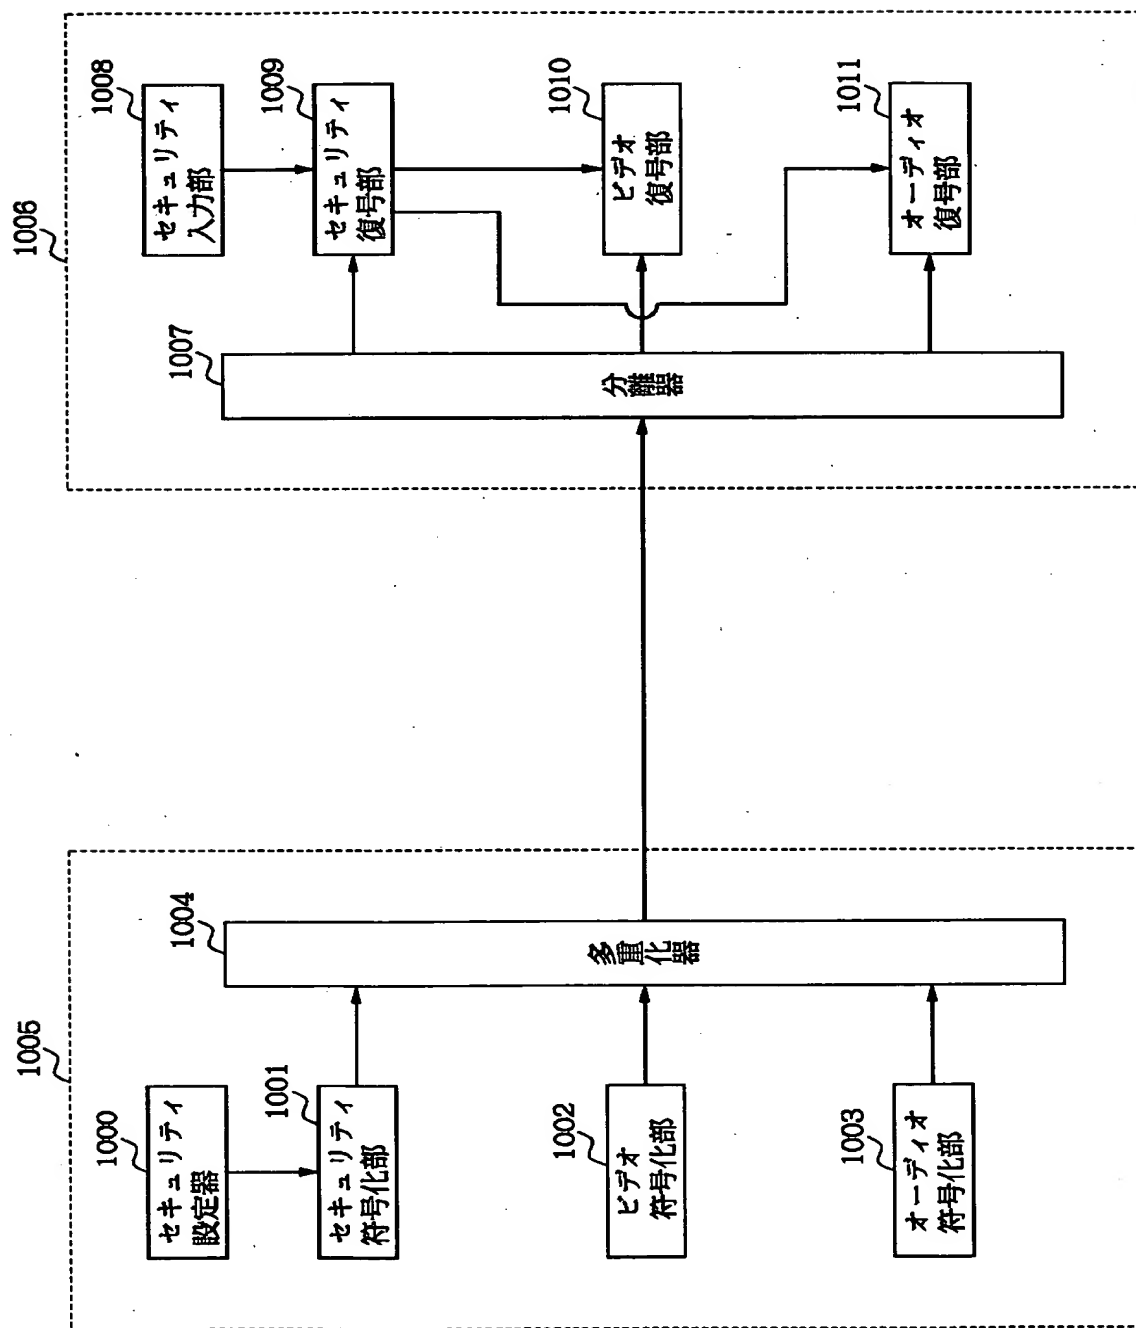 1005
1000
セキュリティ
設定器
1001
セキュリティ
符号化部
1002
ビデオ
符号化部
1003
オーディオ
符号化部
1004
多重化器
1006
1007
分離器
1008
セキュリティ
入力部
1009
セキュリティ
復号部
1010
ビデオ
復号部
1011
オーディオ
復号部